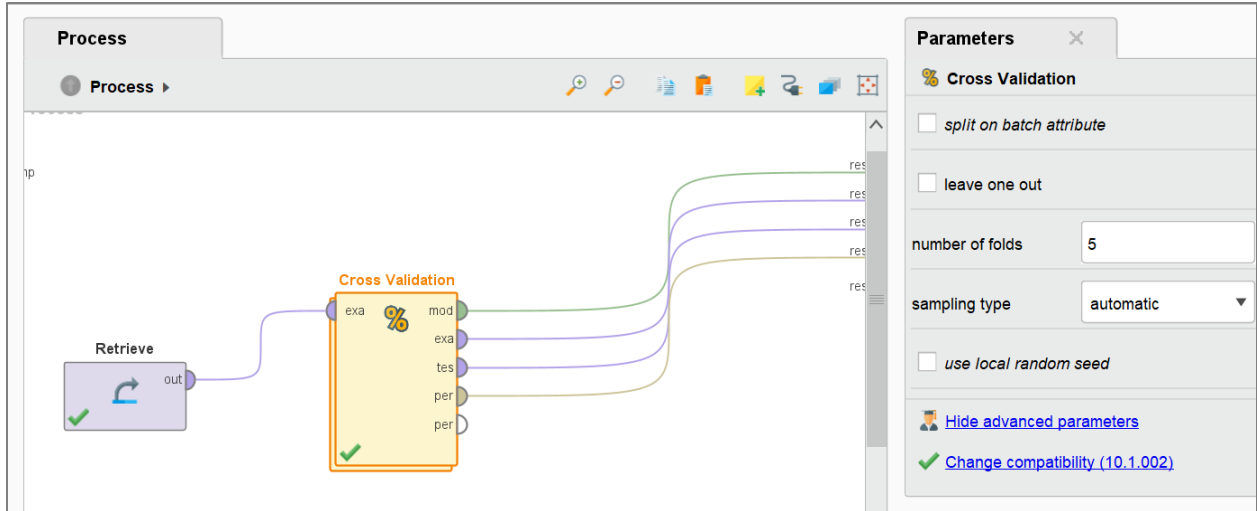 Process
Process
inp
Retrieve
out
Cross Validation
exa
mod
exa
tes
per
per
res
res
res
res
res
Parameters
Cross Validation
split on batch attribute
leave one out
number of folds 5
sampling type automatic
use local random seed
Hide advanced parameters
Change compatibility (10.1.002)